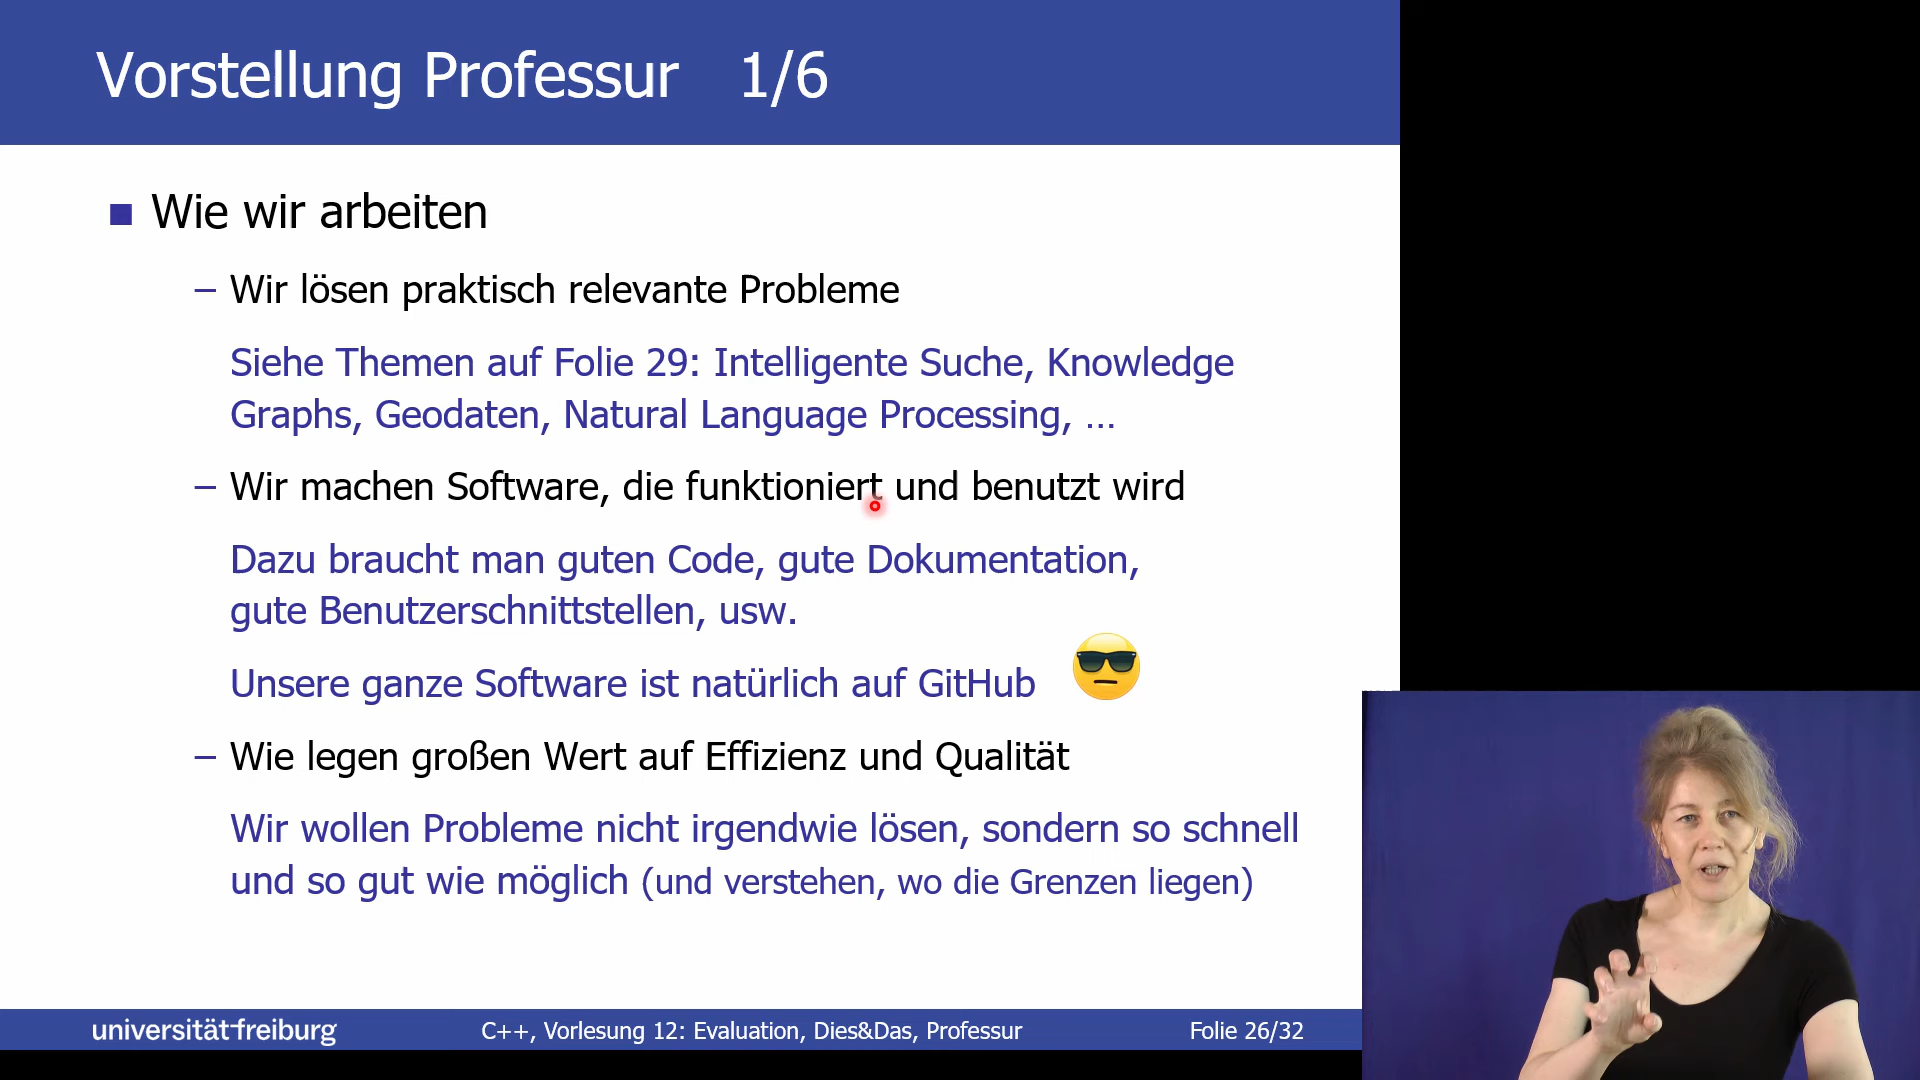 Vorstellung Professur 1/6
Wie wir arbeiten
– Wir lösen praktisch relevante Probleme
Siehe Themen auf Folie 29: Intelligente Suche, Knowledge
Graphs, Geodaten, Natural Language Processing, ...
– Wir machen Software, die funktioniert und benutzt wird
Dazu braucht man guten Code, gute Dokumentation,
gute Benutzerschnittstellen, usw.
Unsere ganze Software ist natürlich auf GitHub
– Wie legen großen Wert auf Effizienz und Qualität
Wir wollen Probleme nicht irgendwie lösen, sondern so schnell
und so gut wie möglich (und verstehen, wo die Grenzen liegen)
universität freiburg
C++, Vorlesung 12: Evaluation, Dies&Das, Professur
Folie 26/32